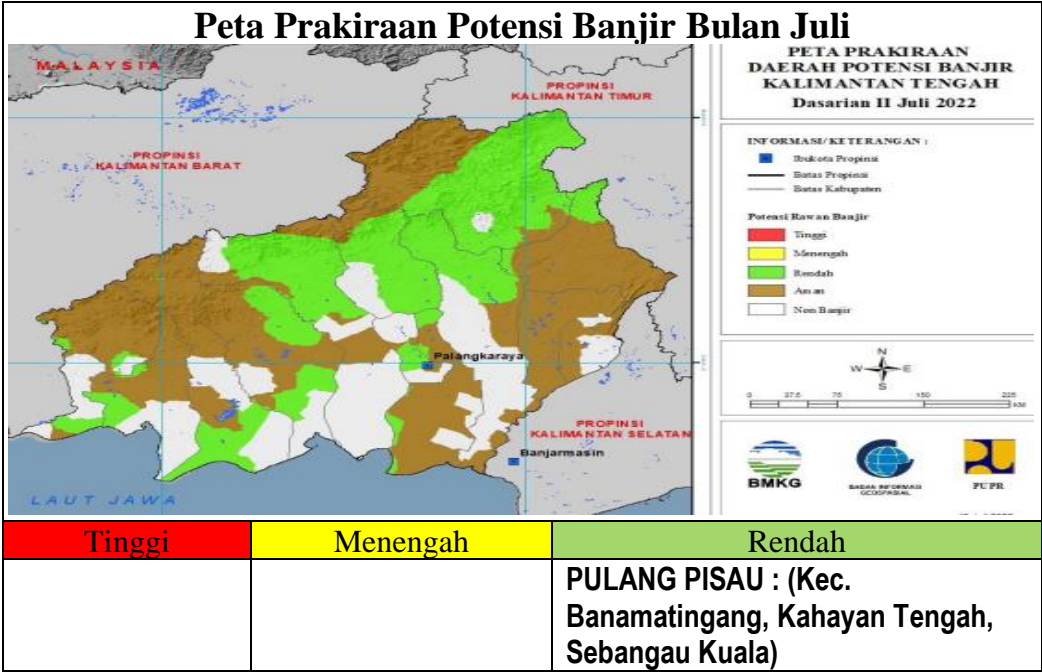 Peta Prakiraan Potensi Banjir Bulan Juli
MALAYSIA
PROPINSI
KALIMANTAN TIMUR
PROPINSI
KALIMANTAN BARAT
Palangkaraya
PROPINSI
KALIMANTAN SELATAN
Banjarmasin
LAUT JAWA
PETA PRAKIRAAN
DAERAH POTENSI BANJIR
KALIMANTAN TENGAH
Dasarian II Juli 2022
INFORMASI/KETERANGAN :
Ibukota Propinsi
Batas Propinsi
Batas Kabupaten
Potensi Rawan Banjir
Tinggi
Menengah
Rendah
Aman
Non Banjir
N
W E
S
0 37.5 75 150 225
KM
BMKG
BADAN INFORMASI
GEOSPASIAL
PUPR
Tinggi Menengah Rendah
PULANG PISAU : (Kec.
Banamatingang, Kahayan Tengah,
Sebangau Kuala)